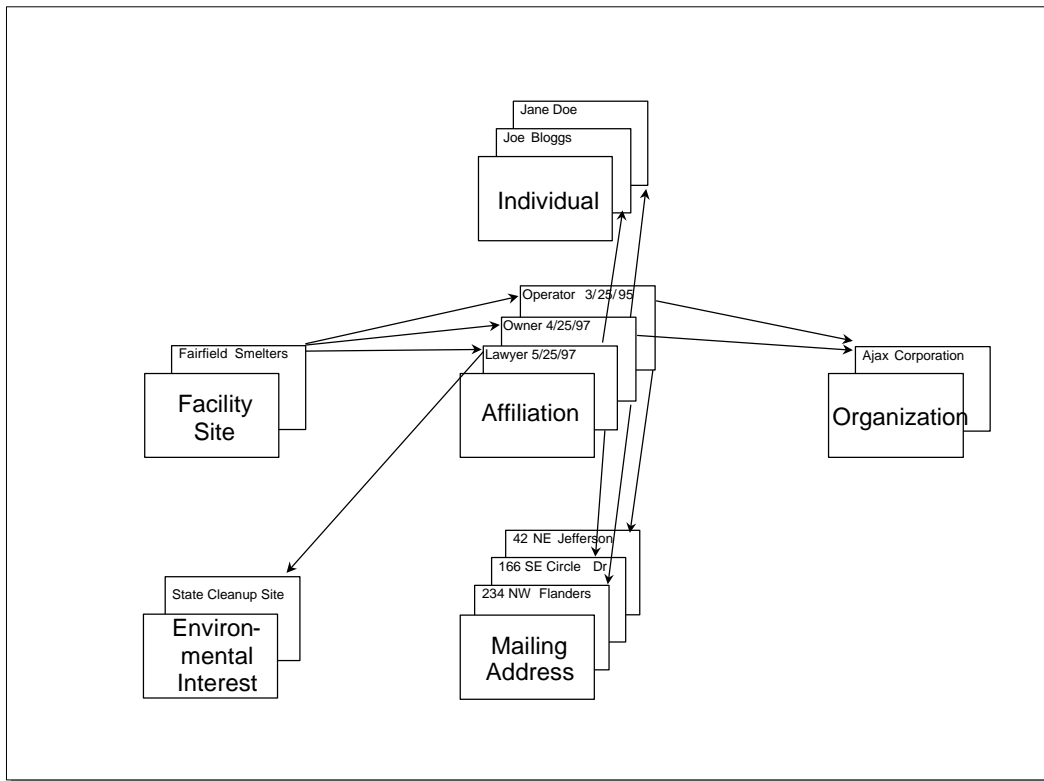 Jane Doe
Joe Bloggs
Individual
Operator 3/25/95
Owner 4/25/97
Lawyer 5/25/97
Affiliation
Fairfield Smelters
Facility
Site
Ajax Corporation
Organization
State Cleanup Site
Environ-
mental
Interest
42 NE Jefferson
166 SE Circle Dr
234 NW Flanders
Mailing
Address